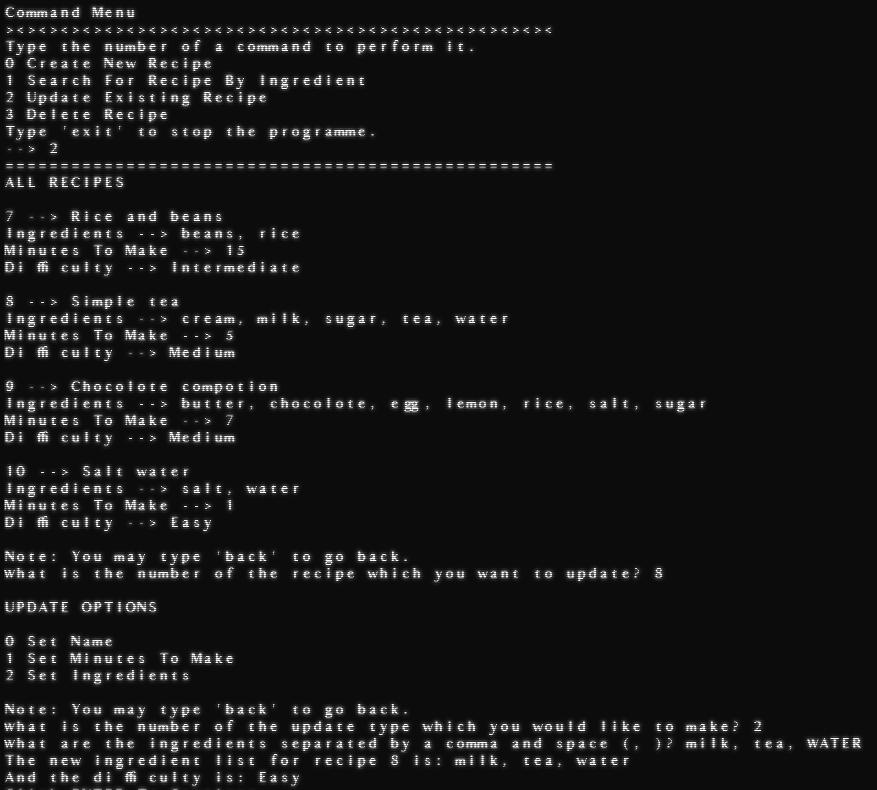 Command Menu
><><><><><><><><><><><><><><><><><><><><><><><><><
Type the number of a command to perform it.
0 Create New Recipe
1 Search For Recipe By Ingredient
2 Update Existing Recipe
3 Delete Recipe
Type 'exit' to stop the programme.
--> 2
==================================================
ALL RECIPES
7 --> Rice and beans
Ingredients --> beans, rice
Minutes To Make --> 15
Difficulty --> Intermediate
8 --> Simple tea
Ingredients --> cream, milk, sugar, tea, water
Minutes To Make --> 5
Difficulty --> Medium
9 --> Chocolote compotion
Ingredients --> butter, chocolote, egg, lemon, rice, salt, sugar
Minutes To Make --> 7
Difficulty --> Medium
10 --> Salt water
Ingredients --> salt, water
Minutes To Make --> 1
Difficulty --> Easy
Note: You may type 'back' to go back.
What is the number of the recipe which you want to update? 8
UPDATE OPTIONS
0 Set Name
1 Set Minutes To Make
2 Set Ingredients
Note: You may type 'back' to go back.
What is the number of the update type which you would like to make? 2
What are the ingredients separated by a comma and space (, )? milk, tea, WATER
The new ingredient list for recipe 8 is: milk, tea, water
And the difficulty is: Easy